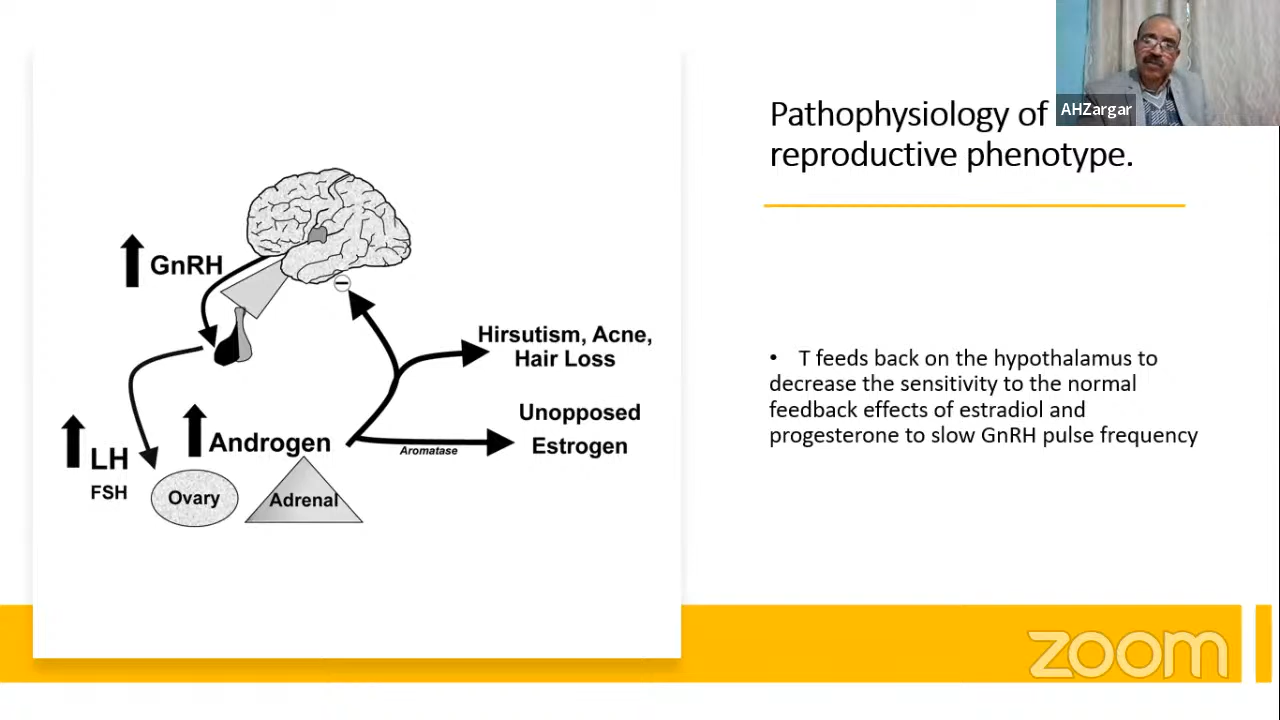 AHZargar
Pathophysiology of
reproductive phenotype.
GnRH
Hirsutism, Acne,
Hair Loss
Unopposed
Estrogen
Androgen
Aromatase
LH
FSH
Ovary
Adrenal
• T feeds back on the hypothalamus to
decrease the sensitivity to the normal
feedback effects of estradiol and
progesterone to slow GnRH pulse frequency
zoom